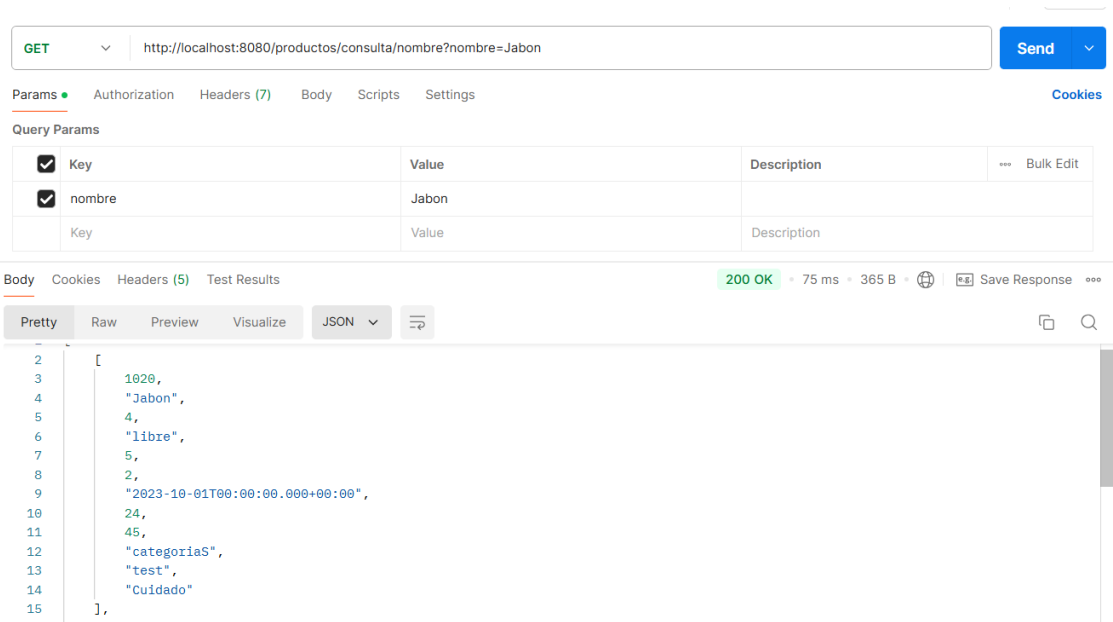 GET http://localhost:8080/productos/consulta/nombre?nombre=Jabon Send
Params Authorization Headers (7) Body Scripts Settings Cookies
Query Params
Key Value Description Bulk Edit
nombre Jabon
Key Value Description
Body Cookies Headers (5) Test Results 200 OK 75 ms 365 B e.g. Save Response
Pretty Raw Preview Visualize JSON
2 [
3 1020,
4 "Jabon",
5 4,
6 "libre",
7 5,
8 2,
9 "2023-10-01T00:00:00.000+00:00",
10 24,
11 45,
12 "categoriaS",
13 "test",
14 "Cuidado"
15 ],